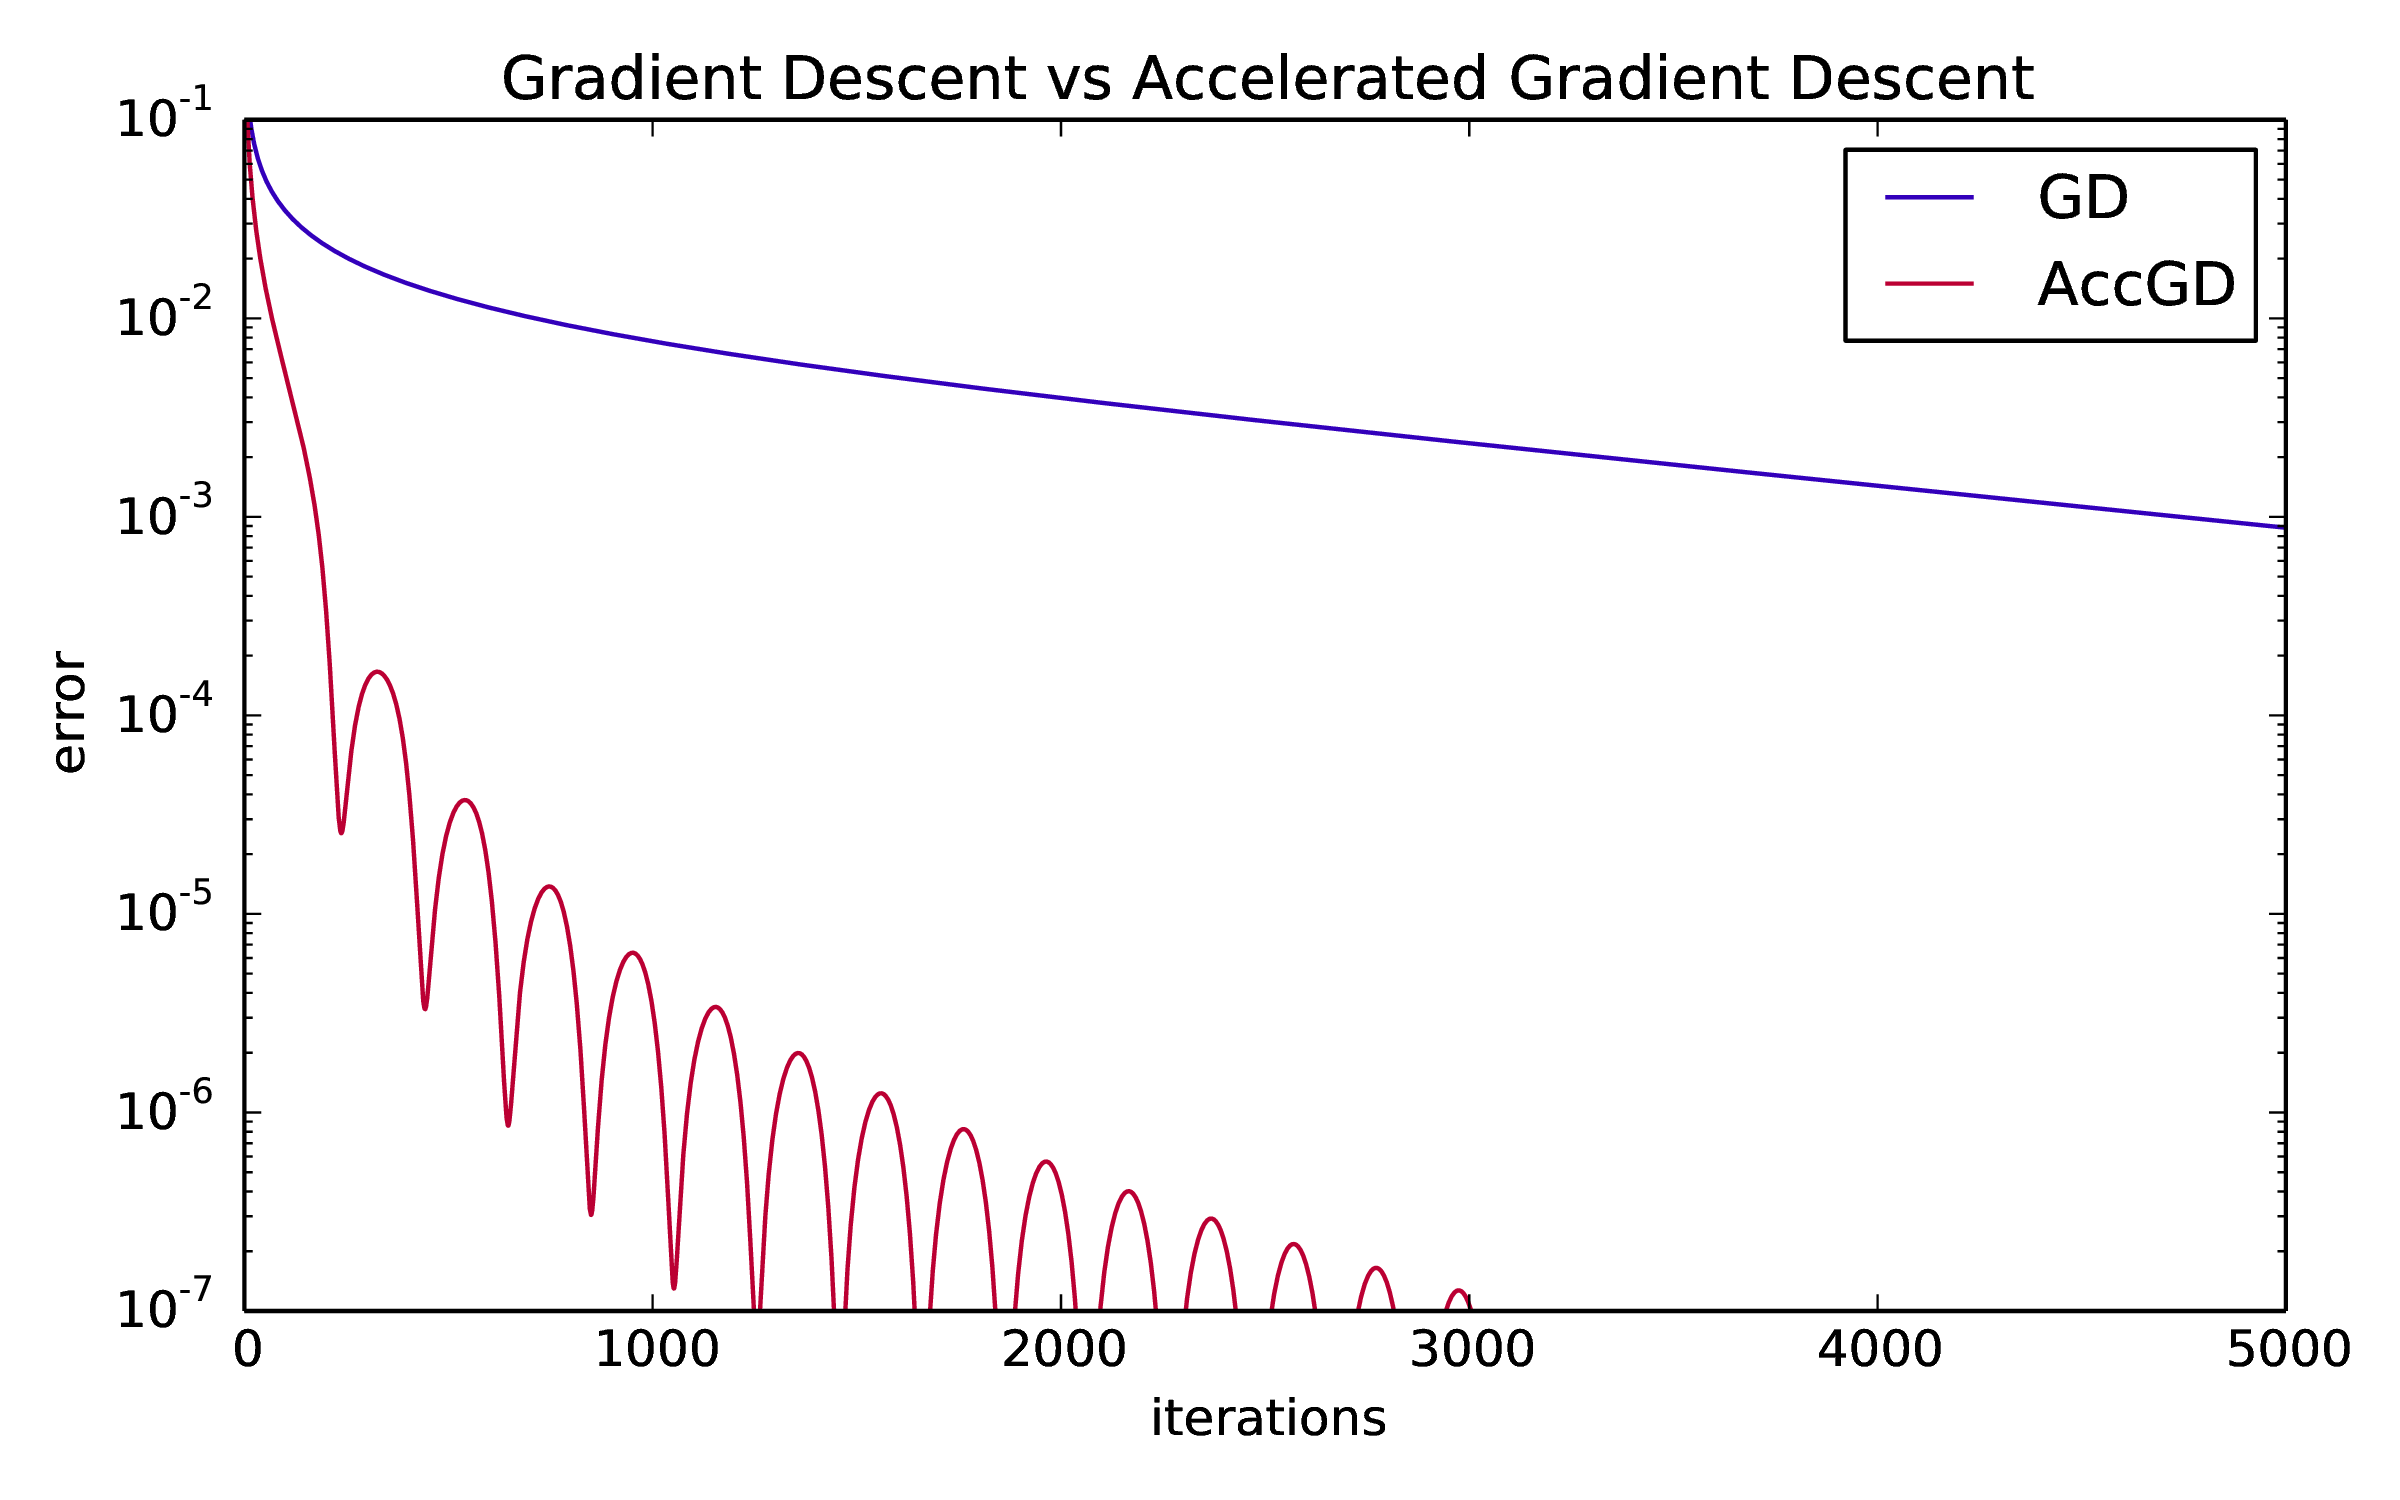 Gradient Descent vs Accelerated Gradient Descent
10^-1
GD
AccGD
10^-2
10^-3
10^-4
10^-5
10^-6
10^-7
error
0 1000 2000 3000 4000 5000
iterations